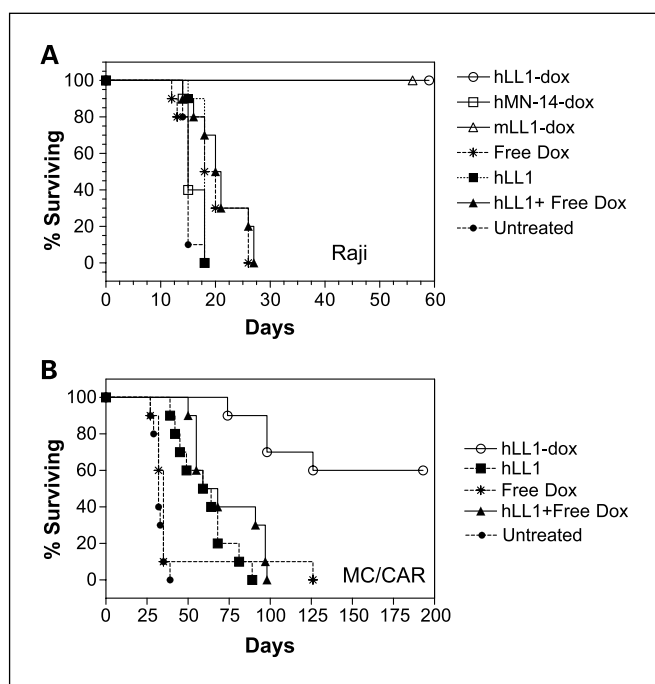 A
100
80
60
40
20
0
% Surviving
0 10 20 30 40 50 60
Days
Raji
hLL1-dox
hMN-14-dox
mLL1-dox
Free Dox
hLL1
hLL1+ Free Dox
Untreated
B
100
80
60
40
20
0
% Surviving
0 25 50 75 100 125 150 175 200
Days
MC/CAR
hLL1-dox
hLL1
Free Dox
hLL1+Free Dox
Untreated